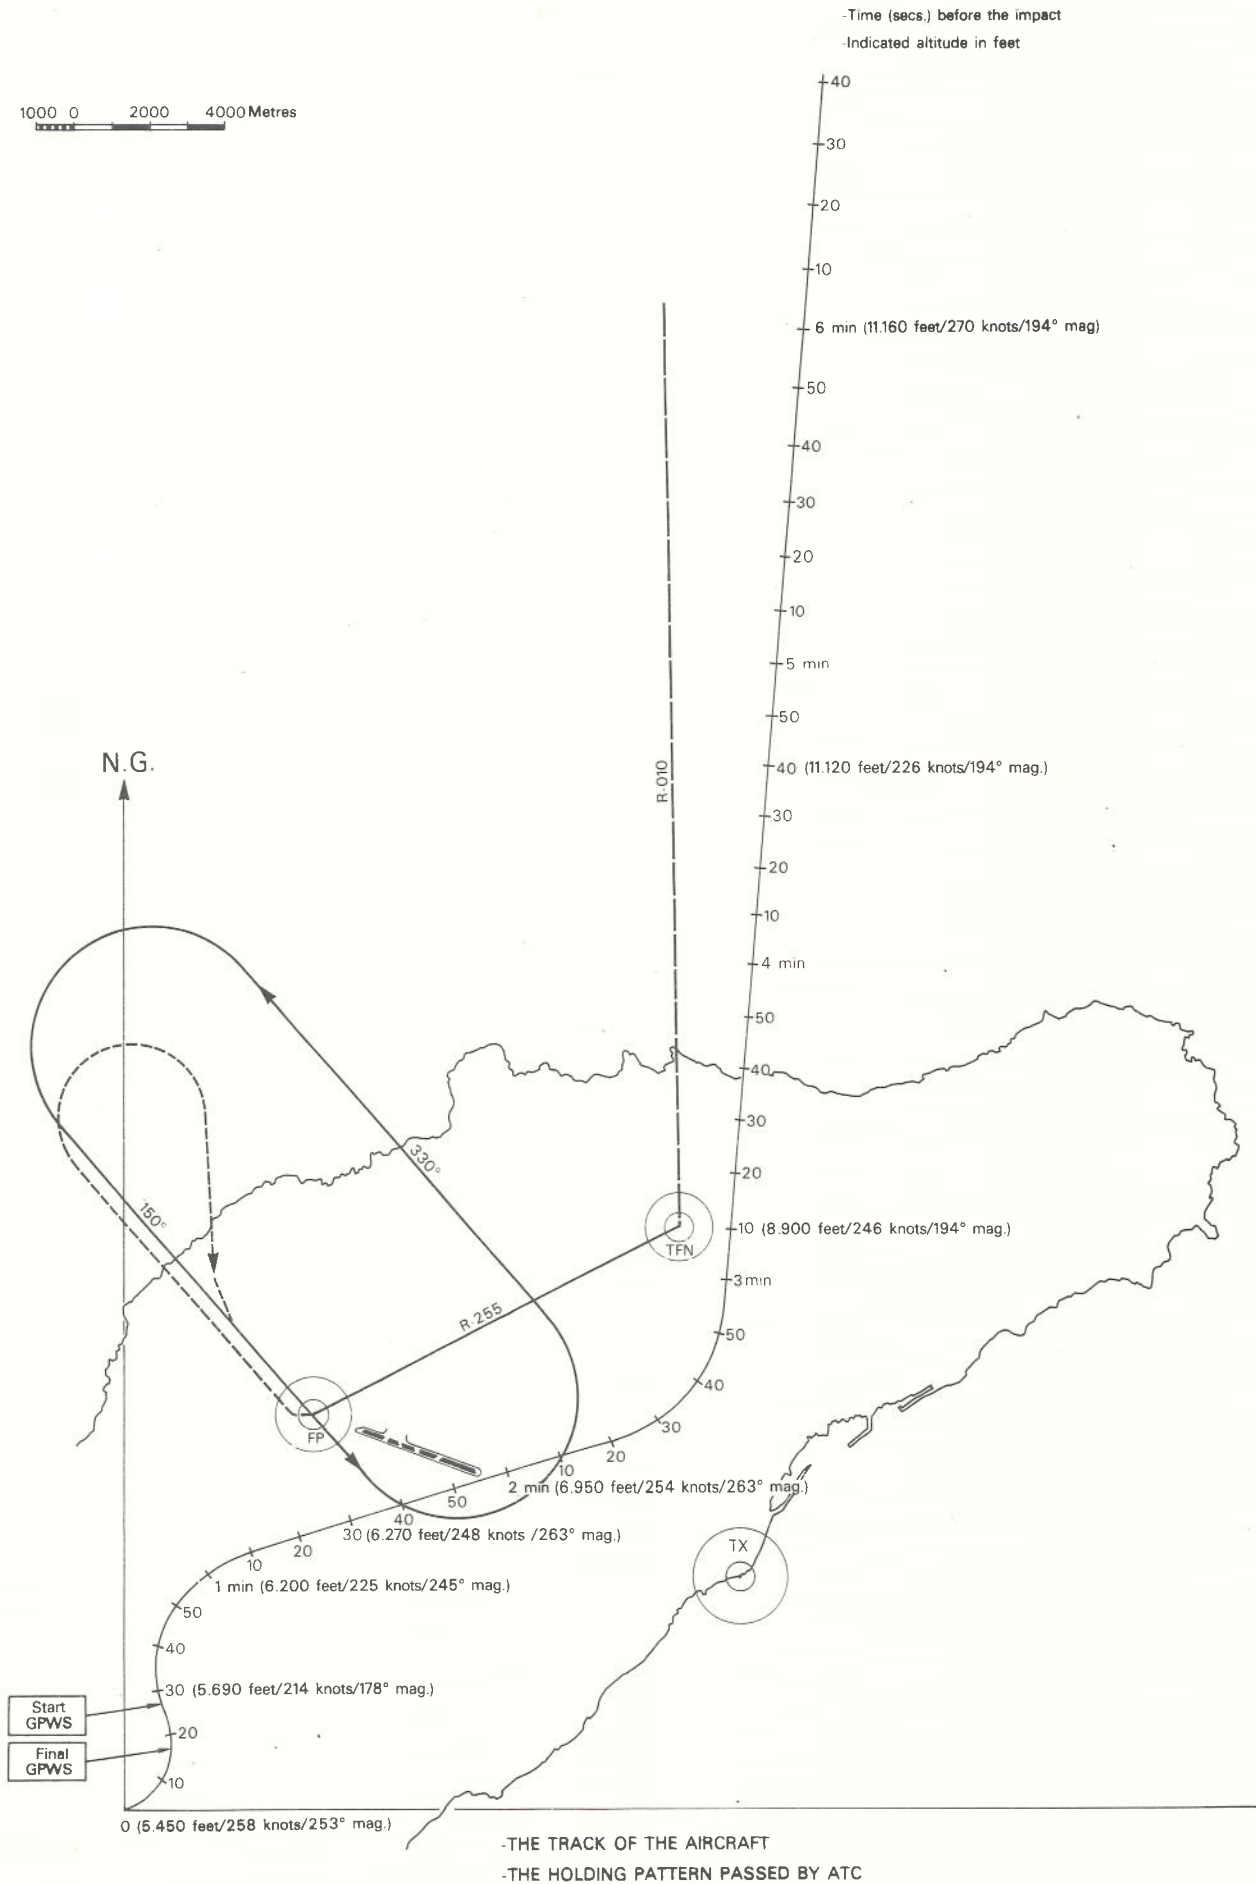 -Time (secs.) before the impact
-Indicated altitude in feet
1000 0 2000 4000 Metres
40
30
20
10
6 min (11.160 feet/270 knots/194° mag)
50
40
30
20
10
5 min
50
N.G.
R-010
40 (11.120 feet/226 knots/194° mag.)
30
20
10
4 min
50
40
30
330°
20
150°
10 (8.900 feet/246 knots/194° mag.)
TFN
3 min
R-255
50
40
30
FP
20
10
2 min (6.950 feet/254 knots/263° mag.)
50
40
30 (6.270 feet/248 knots /263° mag.)
20
10
TX
1 min (6.200 feet/225 knots/245° mag.)
50
40
30 (5.690 feet/214 knots/178° mag.)
Start
GPWS
20
Final
GPWS
10
0 (5.450 feet/258 knots/253° mag.)
-THE TRACK OF THE AIRCRAFT
-THE HOLDING PATTERN PASSED BY ATC